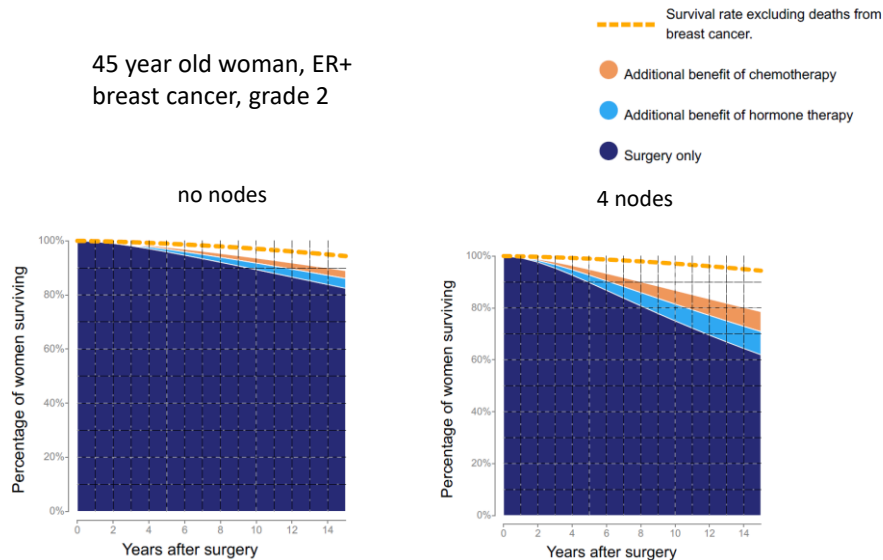 Survival rate excluding deaths from
breast cancer.
45 year old woman, ER+
breast cancer, grade 2
Additional benefit of chemotherapy
Additional benefit of hormone therapy
Surgery only
no nodes
100%
80%
60%
40%
20%
0%
Percentage of women surviving
0 2 4 6 8 10 12 14
Years after surgery
4 nodes
100%
80%
60%
40%
20%
0%
Percentage of women surviving
0 2 4 6 8 10 12 14
Years after surgery